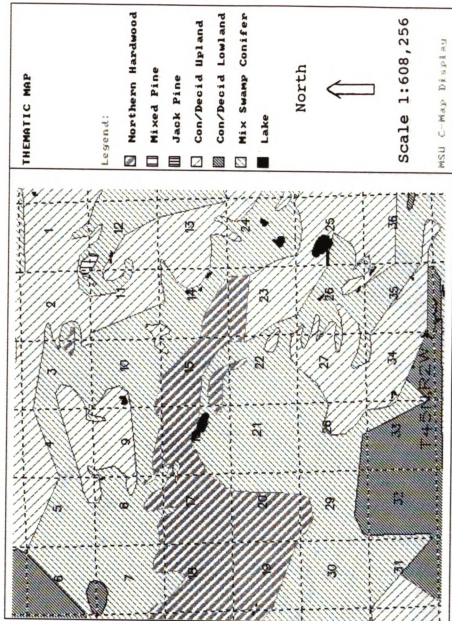 THEMATIC MAP
Legend:
Northern Hardwood
Mixed Pine
Jack Pine
Con/Decid Upland
Con/Decid Lowland
Mix Swamp Conifer
Lake
North
Scale 1:608,256
MSU C-Map Display
6 5 4 3 2 1
7 8 9 10 11 12
18 17 15 14 13
19 20 21 22 23 24
30 29 28 27 26 25
31 32 33 34 35 36
T45N R2W